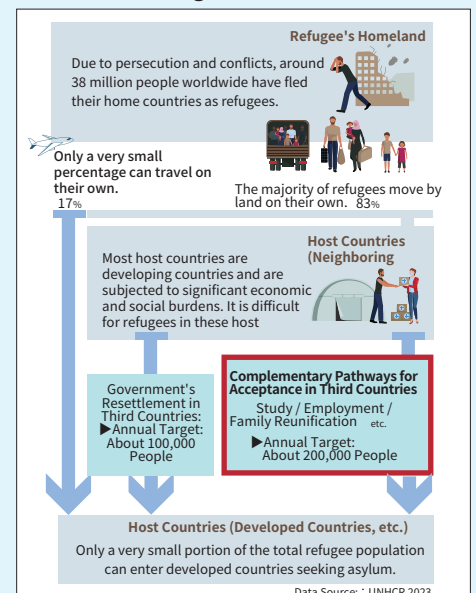 Refugee's Homeland
Due to persecution and conflicts, around
38 million people worldwide have fled
their home countries as refugees.
Only a very small
percentage can travel on
their own.
17%
The majority of refugees move by
land on their own. 83%
Host Countries
(Neighboring
Most host countries are
developing countries and are
subjected to significant economic
and social burdens. It is difficult
for refugees in these host
Government's
Resettlement in
Third Countries:
▶Annual Target:
About 100,000
People
Complementary Pathways for
Acceptance in Third Countries
Study / Employment /
Family Reunification etc.
▶Annual Target:
About 200,000 People
Host Countries (Developed Countries, etc.)
Only a very small portion of the total refugee population
can enter developed countries seeking asylum.
Data Source:：UNHCR 2023